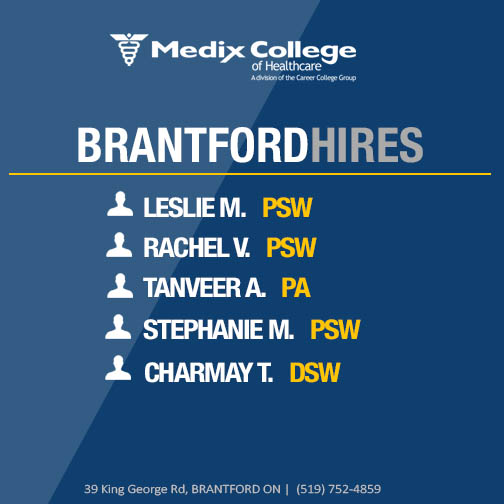 Medix College
of Healthcare
A division of the Career College Group
BRANTFORDHIRES
LESLIE M. PSW
RACHEL V. PSW
TANVEER A. PA
STEPHANIE M. PSW
CHARMAY T. DSW
39 King George Rd, BRANTFORD ON | (519) 752-4859